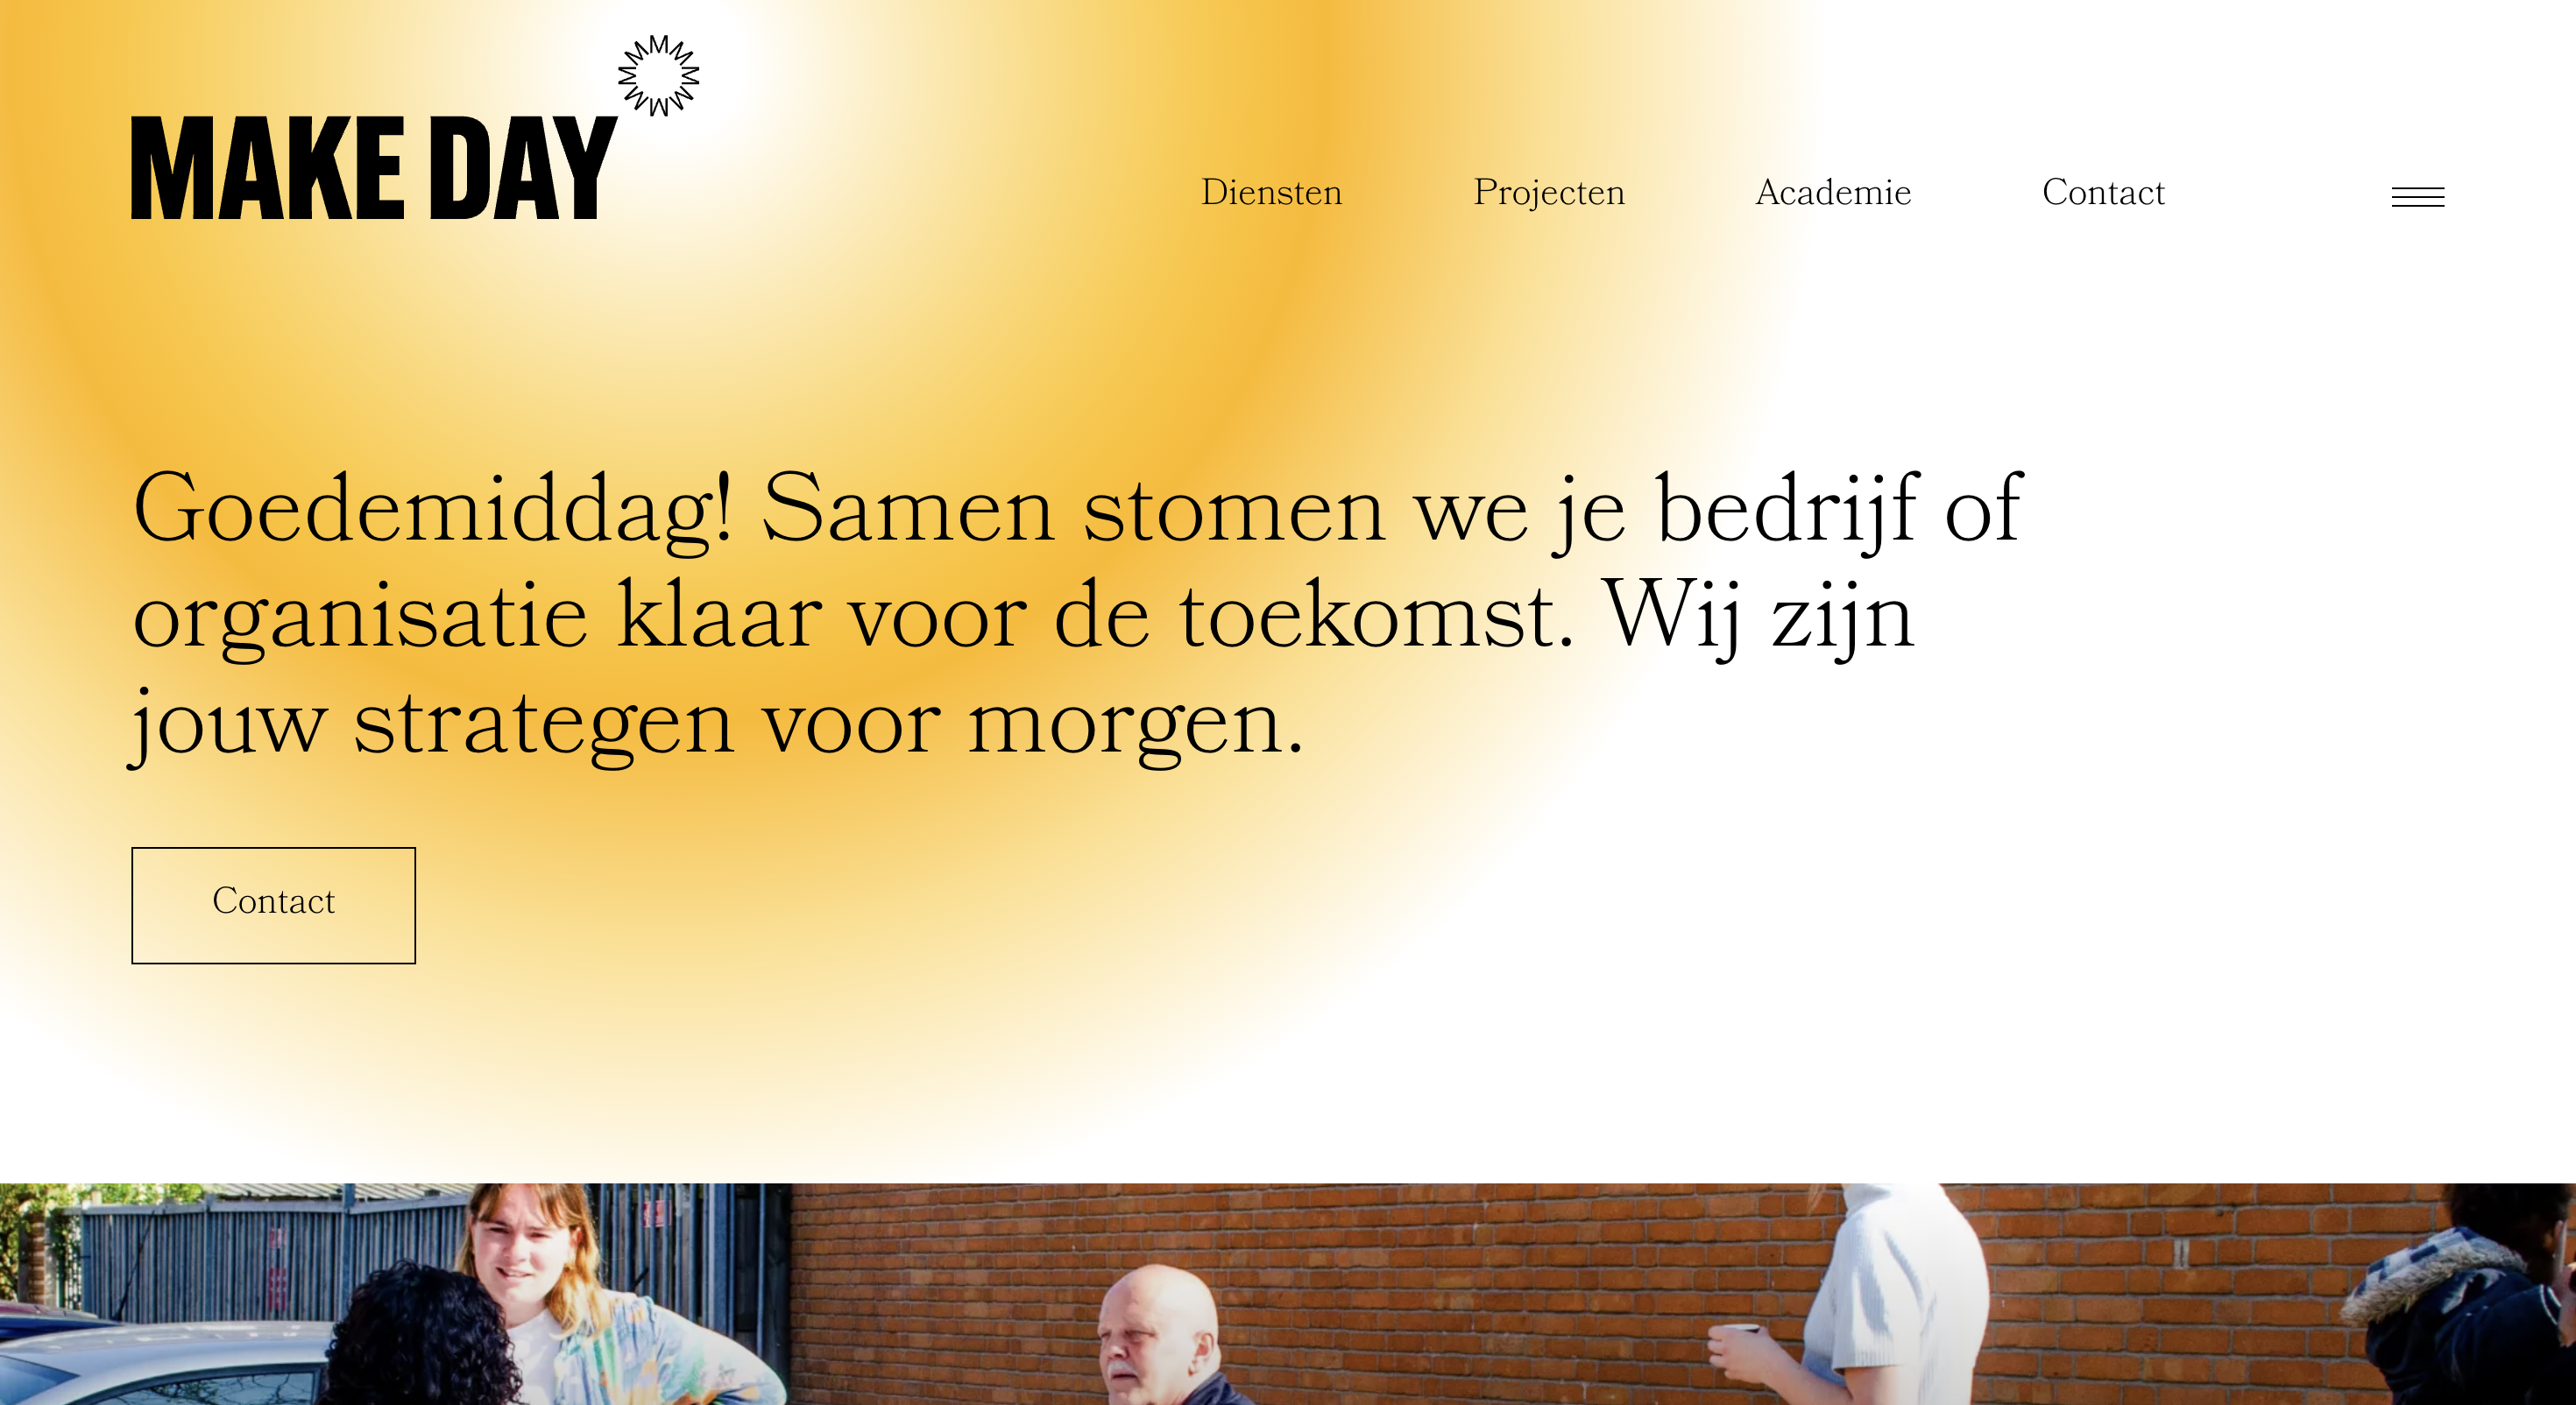 MAKE DAY
Diensten
Projecten
Academie
Contact
Goedemiddag! Samen stomen we je bedrijf of
organisatie klaar voor de toekomst. Wij zijn
jouw strategen voor morgen.
Contact